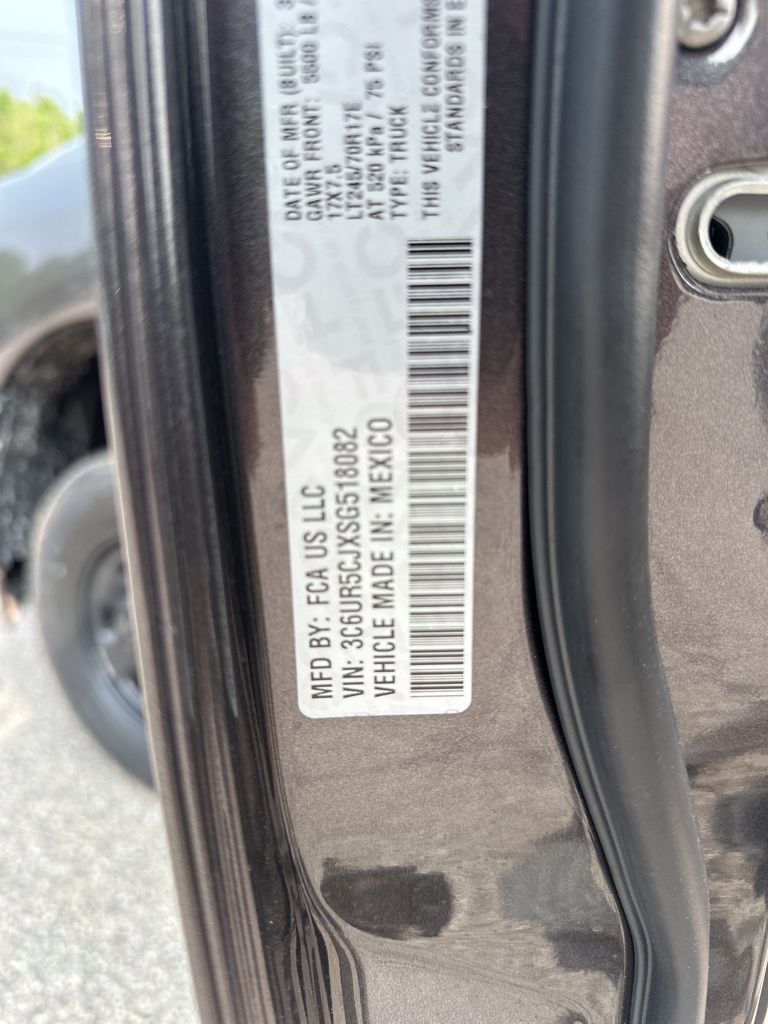 MFD BY: FCA US LLC
VIN: 3C6UR5CJXSG518082
VEHICLE MADE IN: MEXICO
DATE OF MFR (BUILT): 3
GAWR FRONT: 5500 LB /
17X7.5
LT245/70R17E
AT 520 kPa / 75 PSI
TYPE: TRUCK
THIS VEHICLE CONFORMS
STANDARDS IN E